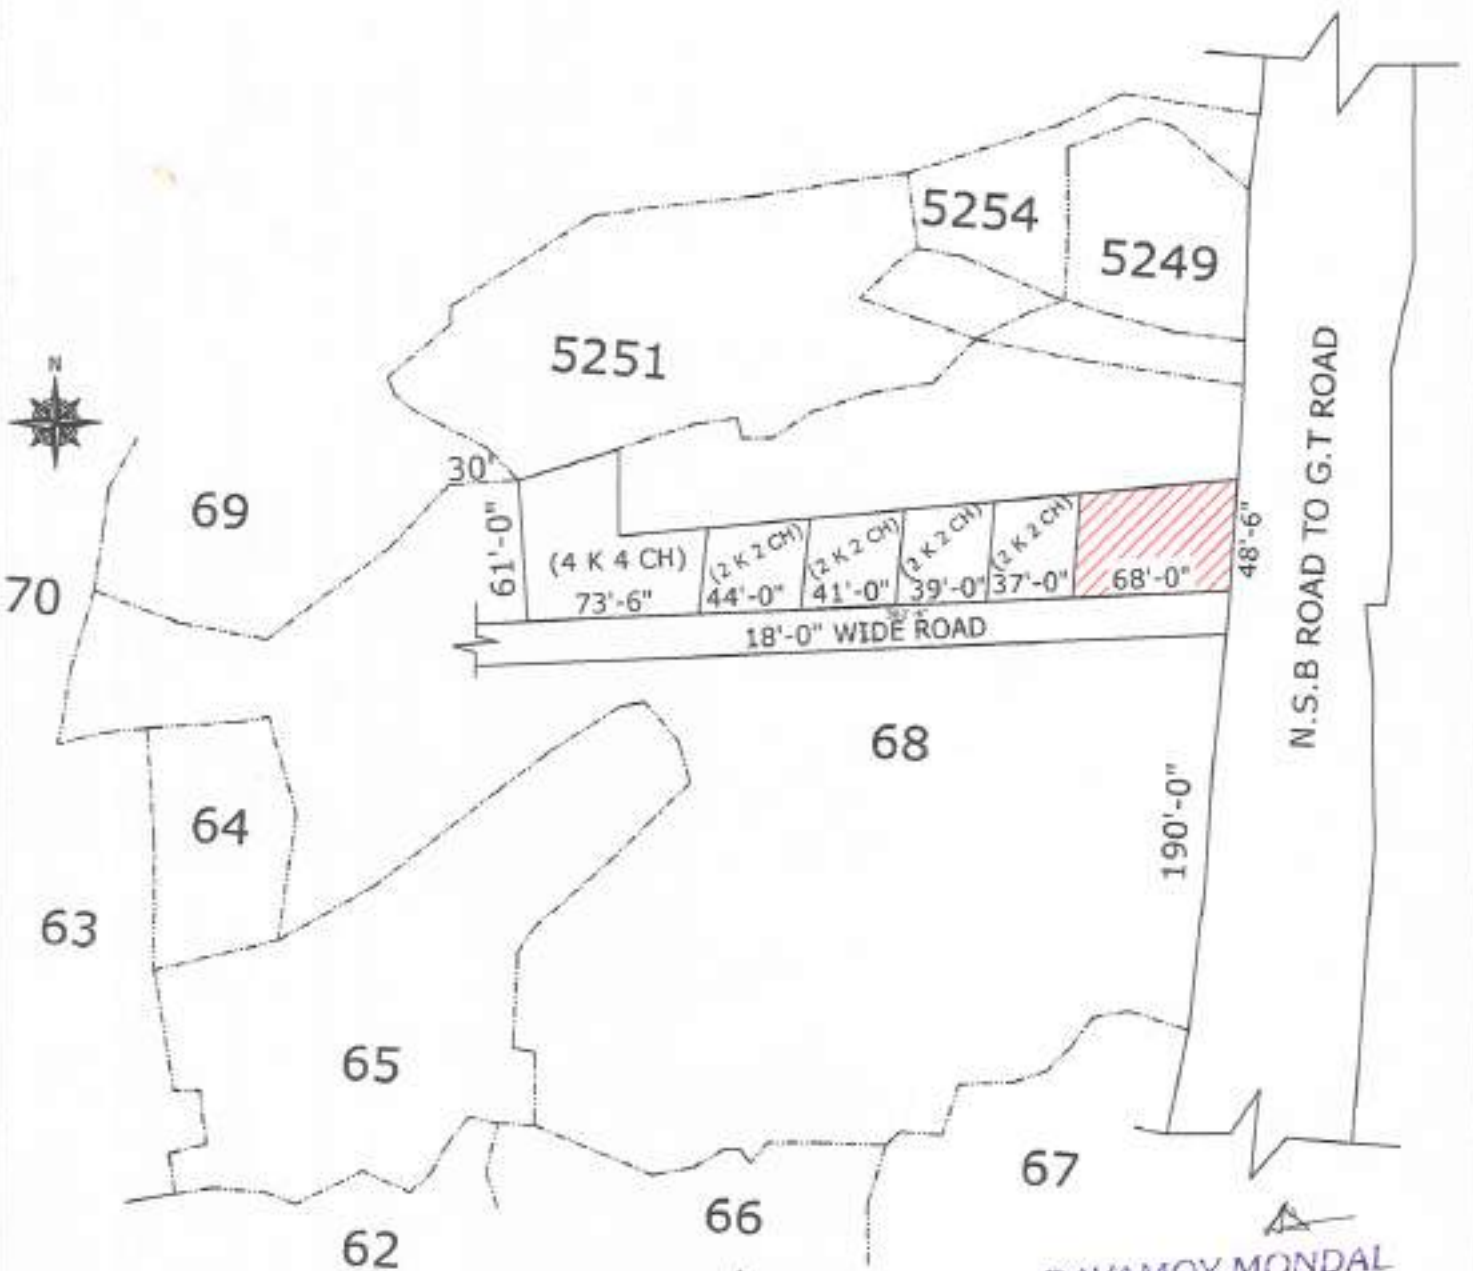 5254
5249
N
5251
30'
69
61'-0"
(4 K 4 CH)
73'-6"
(2 K 2 CH)
44'-0"
(2 K 2 CH)
41'-0"
(2 K 2 CH)
39'-0"
(2 K 2 CH)
37'-0"
68'-0"
48'-6"
N.S.B ROAD TO G.T ROAD
70
18'-0" WIDE ROAD
68
190'-0"
64
63
65
67
66
62
MONDAL